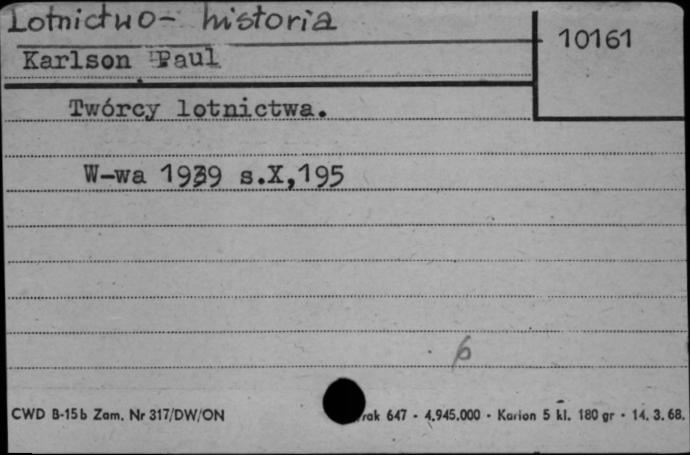 Lotnictwo- historia
10161
Karlson Paul
Twórcy lotnictwa.
W-wa 1939 s.X,195
6
CWD B-15b Zam. Nr 317/DW/ON rak 647 - 4.945.000 - Karton 5 kl. 180 gr - 14. 3. 68.